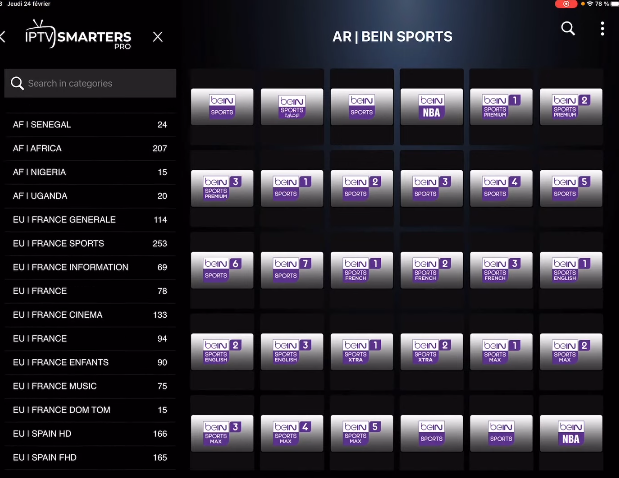 Jeudi 24 février
78 %
IPTV SMARTERS
PRO
AR | BEIN SPORTS
Search in categories
AF | SENEGAL 24
AF | AFRICA 207
AF | NIGERIA 15
AF | UGANDA 20
EU | FRANCE GENERALE 114
EU | FRANCE SPORTS 253
EU | FRANCE INFORMATION 69
EU | FRANCE 78
EU | FRANCE CINEMA 133
EU | FRANCE 94
EU | FRANCE ENFANTS 90
EU | FRANCE MUSIC 75
EU | FRANCE DOM TOM 15
EU | SPAIN HD 166
EU | SPAIN FHD 165
beIN SPORTS
beIN SPORTS
beIN SPORTS
beIN NBA
beIN 1 SPORTS PREMIUM
beIN 2 SPORTS PREMIUM
beIN 3 SPORTS PREMIUM
beIN 1 SPORTS
beIN 2 SPORTS
beIN 3 SPORTS
beIN 4 SPORTS
beIN 5 SPORTS
beIN 6 SPORTS
beIN 7 SPORTS
beIN 1 SPORTS FRENCH
beIN 2 SPORTS FRENCH
beIN 3 SPORTS FRENCH
beIN 1 SPORTS ENGLISH
beIN 2 SPORTS ENGLISH
beIN 3 SPORTS ENGLISH
beIN 1 SPORTS XTRA
beIN 2 SPORTS XTRA
beIN 1 SPORTS MAX
beIN 2 SPORTS MAX
beIN 3 SPORTS MAX
beIN 4 SPORTS MAX
beIN 5 SPORTS MAX
beIN SPORTS
beIN SPORTS
beIN NBA